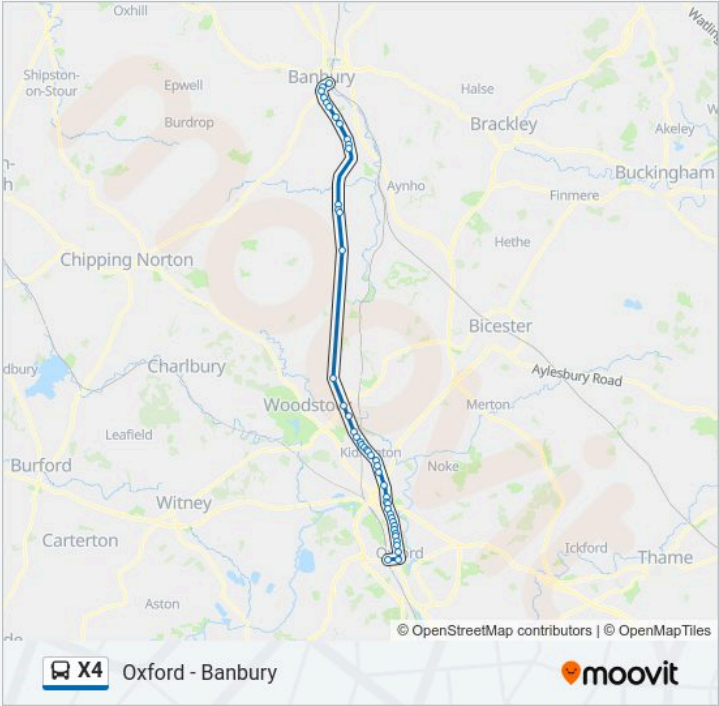 Oxhill
Watling
Shipston-
on-Stour
Epwell
Banbury
Halse
Burdrop
Brackley
Akeley
n-
h
Aynho
Buckingham
Finmere
Hethe
Chipping Norton
Bicester
dbury
Charlbury
Aylesbury Road
Woodstock
Merton
Leafield
Kidlington
Burford
Noke
Witney
Carterton
Oxford
Ickford
Thame
Aston
© OpenStreetMap contributors | © OpenMapTiles
X4 Oxford - Banbury
moovit